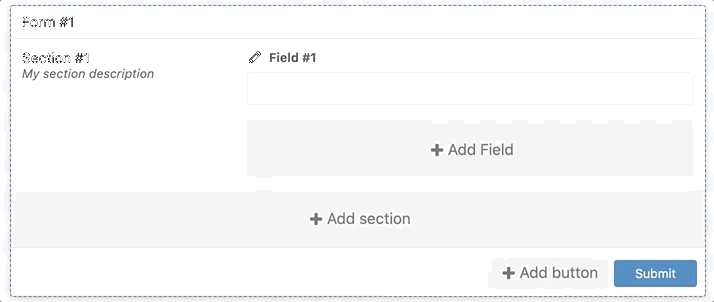 Form #1
Section #1
My section description
Field #1
Add Field
Add section
Add button
Submit